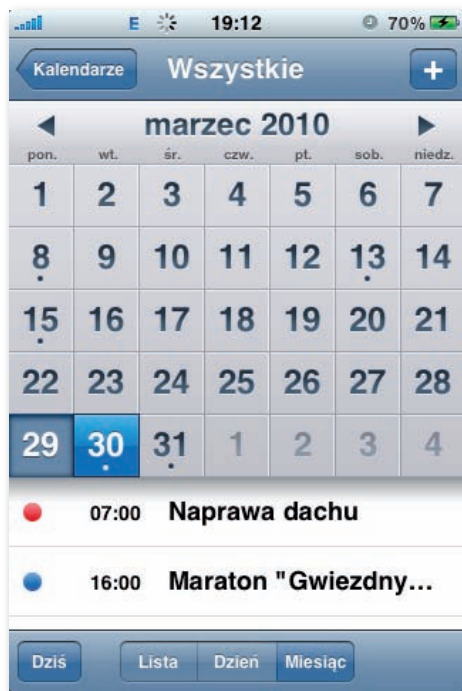 E 19:12 70%
Kalendarze Wszystkie +
marzec 2010
pon. wt. śr. czw. pt. sob. niedz.
1 2 3 4 5 6 7
8 9 10 11 12 13 14
15 16 17 18 19 20 21
22 23 24 25 26 27 28
29 30 31 1 2 3 4
07:00 Naprawa dachu
16:00 Maraton "Gwiezdny...
Dziś Lista Dzień Miesiąc